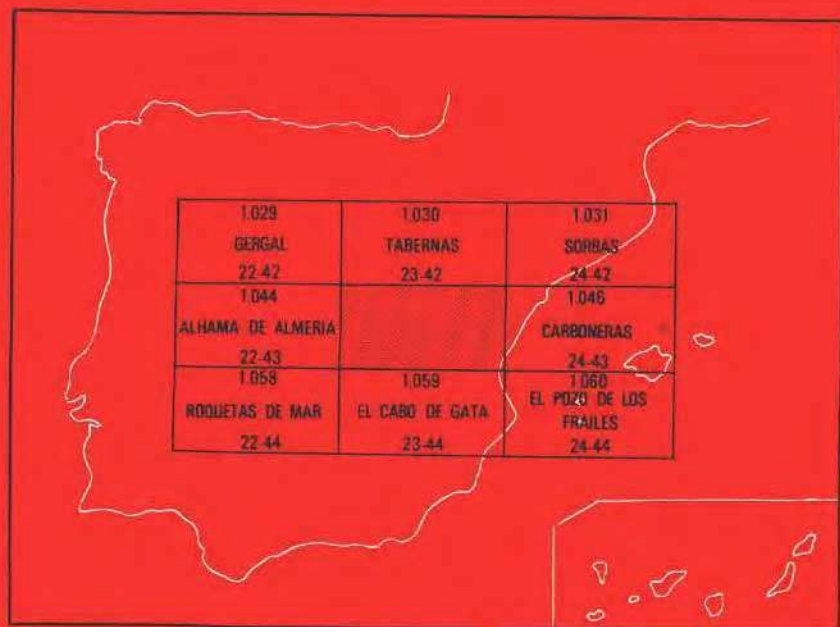 1.029
GERGAL
22-42
1.030
TABERNAS
23-42
1.031
SORBAS
24-42
1.044
ALHAMA DE ALMERIA
22-43
1.046
CARBONERAS
24-43
1.058
ROQUETAS DE MAR
22-44
1.059
EL CABO DE GATA
23-44
1.060
EL POZO DE LOS
FRAILES
24-44